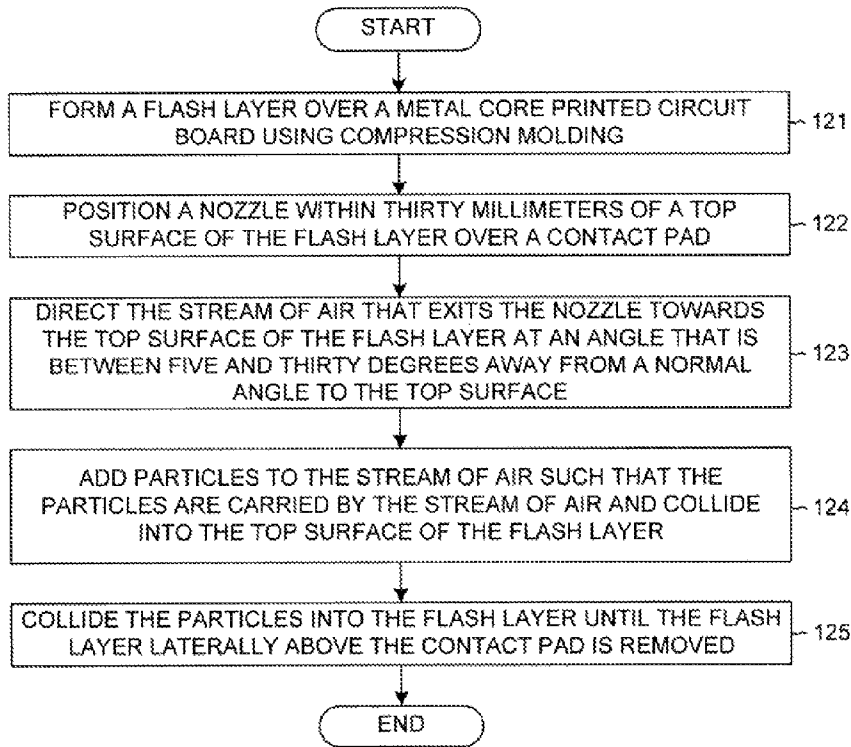 START
FORM A FLASH LAYER OVER A METAL CORE PRINTED CIRCUIT
BOARD USING COMPRESSION MOLDING
121
POSITION A NOZZLE WITHIN THIRTY MILLIMETERS OF A TOP
SURFACE OF THE FLASH LAYER OVER A CONTACT PAD
122
DIRECT THE STREAM OF AIR THAT EXITS THE NOZZLE TOWARDS
THE TOP SURFACE OF THE FLASH LAYER AT AN ANGLE THAT IS
BETWEEN FIVE AND THIRTY DEGREES AWAY FROM A NORMAL
ANGLE TO THE TOP SURFACE
123
ADD PARTICLES TO THE STREAM OF AIR SUCH THAT THE
PARTICLES ARE CARRIED BY THE STREAM OF AIR AND COLLIDE
INTO THE TOP SURFACE OF THE FLASH LAYER
124
COLLIDE THE PARTICLES INTO THE FLASH LAYER UNTIL THE FLASH
LAYER LATERALLY ABOVE THE CONTACT PAD IS REMOVED
125
END